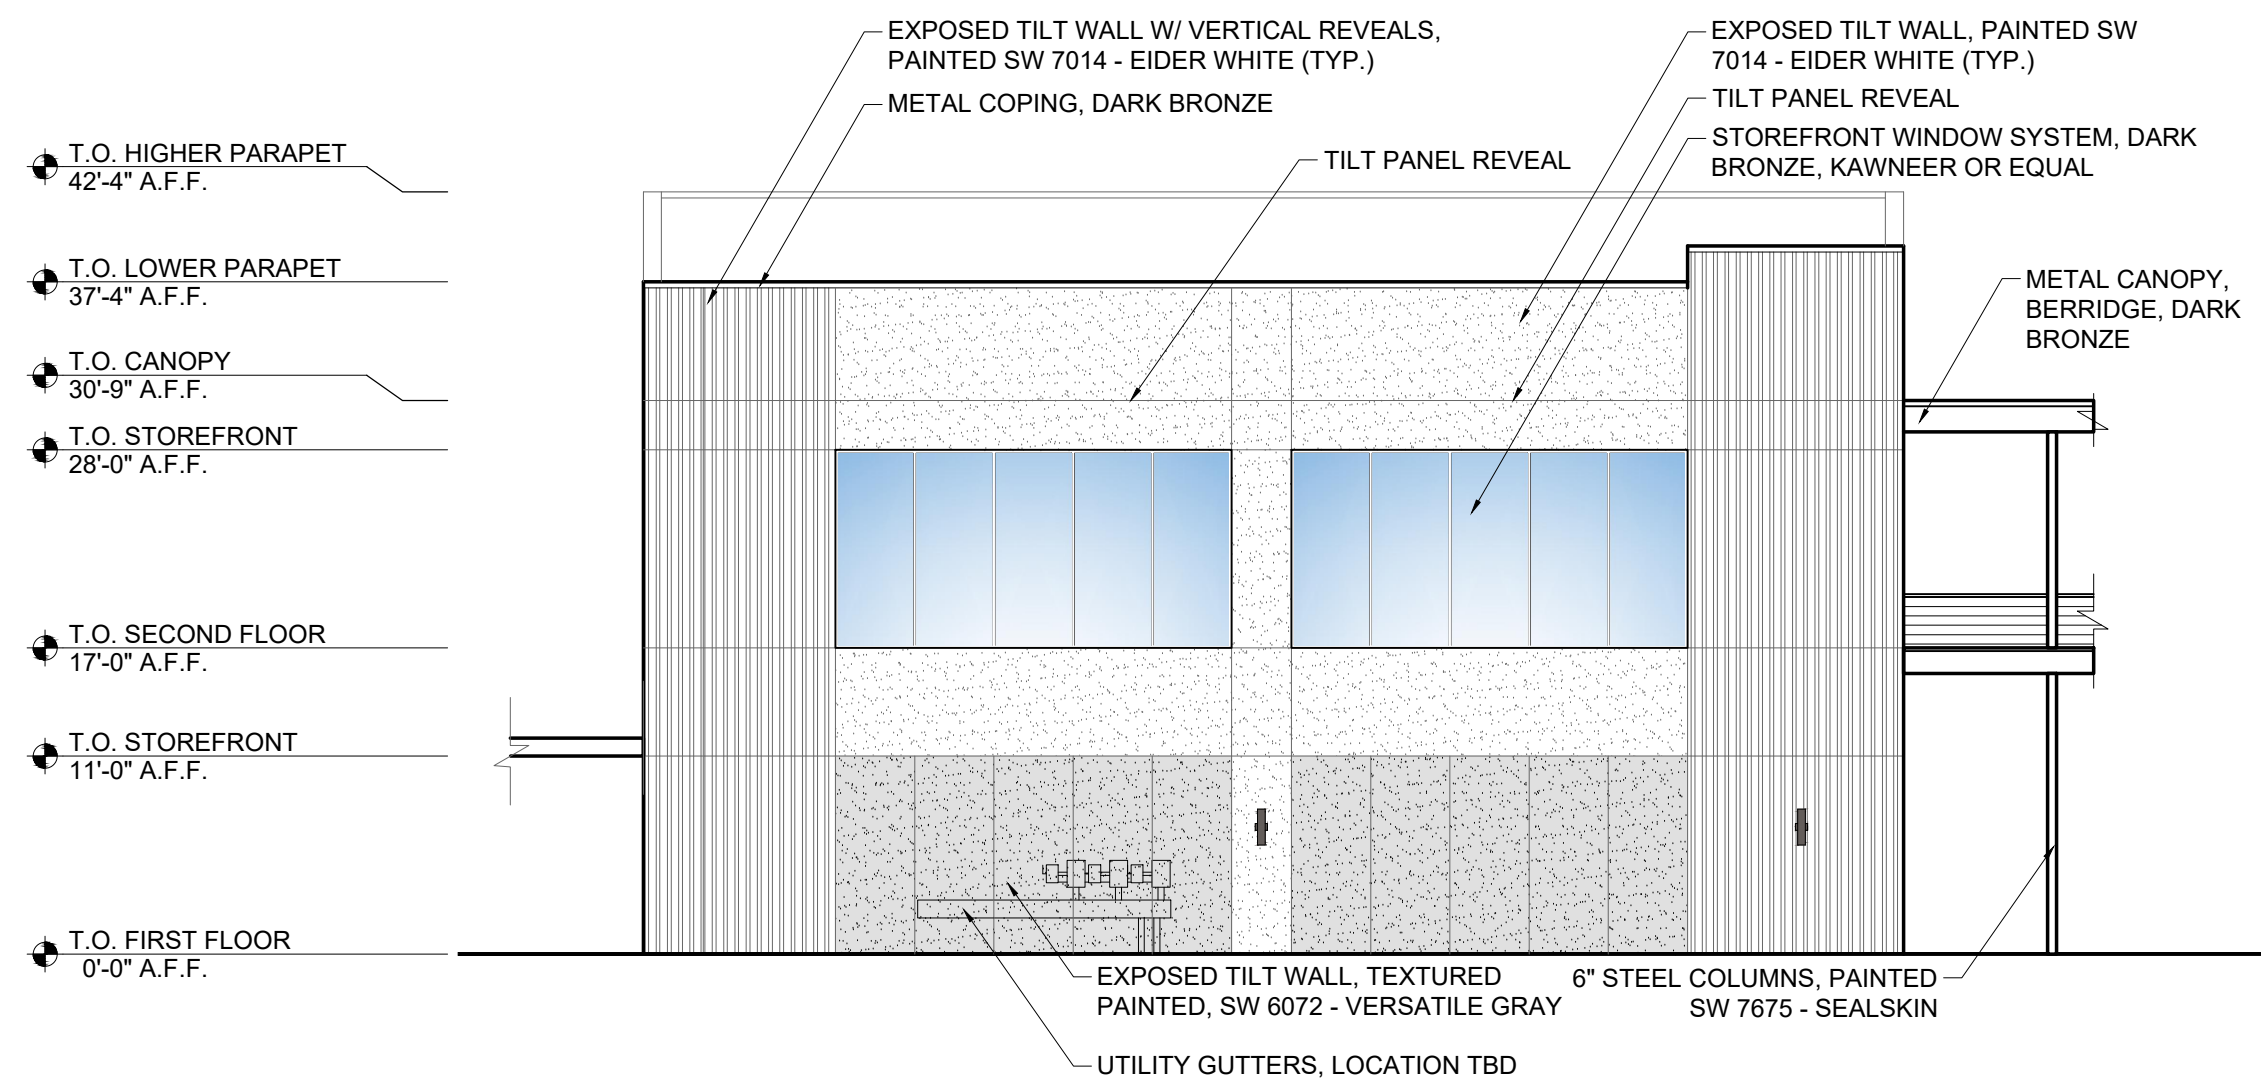 EXPOSED TILT WALL W/ VERTICAL REVEALS,
PAINTED SW 7014 - EIDER WHITE (TYP.)
METAL COPING, DARK BRONZE
TILT PANEL REVEAL
EXPOSED TILT WALL, PAINTED SW
7014 - EIDER WHITE (TYP.)
TILT PANEL REVEAL
STOREFRONT WINDOW SYSTEM, DARK
BRONZE, KAWNEER OR EQUAL
METAL CANOPY,
BERRIDGE, DARK
BRONZE
T.O. HIGHER PARAPET
42'-4" A.F.F.
T.O. LOWER PARAPET
37'-4" A.F.F.
T.O. CANOPY
30'-9" A.F.F.
T.O. STOREFRONT
28'-0" A.F.F.
T.O. SECOND FLOOR
17'-0" A.F.F.
T.O. STOREFRONT
11'-0" A.F.F.
T.O. FIRST FLOOR
0'-0" A.F.F.
EXPOSED TILT WALL, TEXTURED
PAINTED, SW 6072 - VERSATILE GRAY
6" STEEL COLUMNS, PAINTED
SW 7675 - SEALSKIN
UTILITY GUTTERS, LOCATION TBD